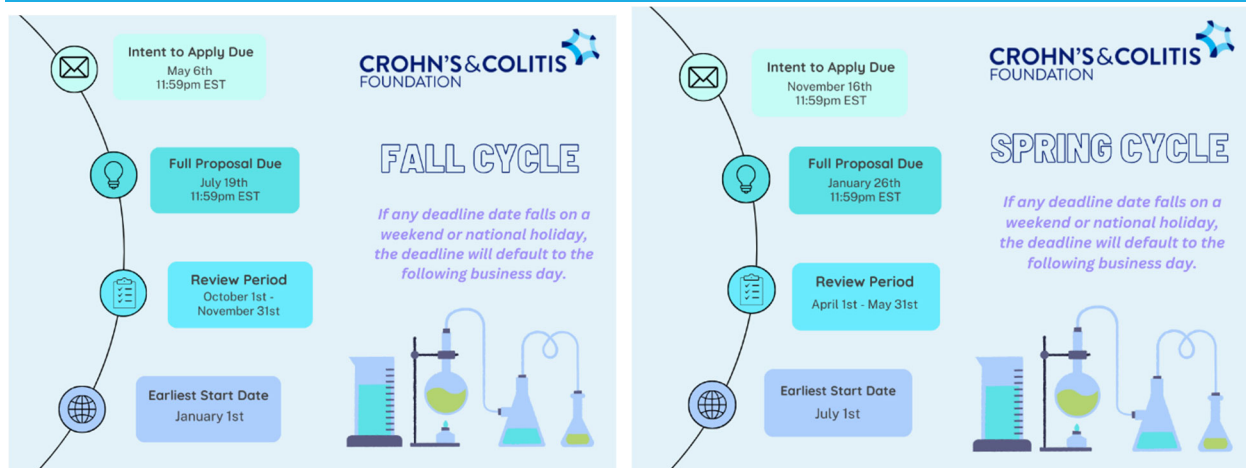 Intent to Apply Due
May 6th
11:59pm EST
CROHN'S & COLITIS
FOUNDATION
FALL CYCLE
Full Proposal Due
July 19th
11:59pm EST
If any deadline date falls on a
weekend or national holiday,
the deadline will default to the
following business day.
Review Period
October 1st -
November 31st
Earliest Start Date
January 1st
Intent to Apply Due
November 16th
11:59pm EST
CROHN'S & COLITIS
FOUNDATION
SPRING CYCLE
Full Proposal Due
January 26th
11:59pm EST
If any deadline date falls on a
weekend or national holiday,
the deadline will default to the
following business day.
Review Period
April 1st - May 31st
Earliest Start Date
July 1st